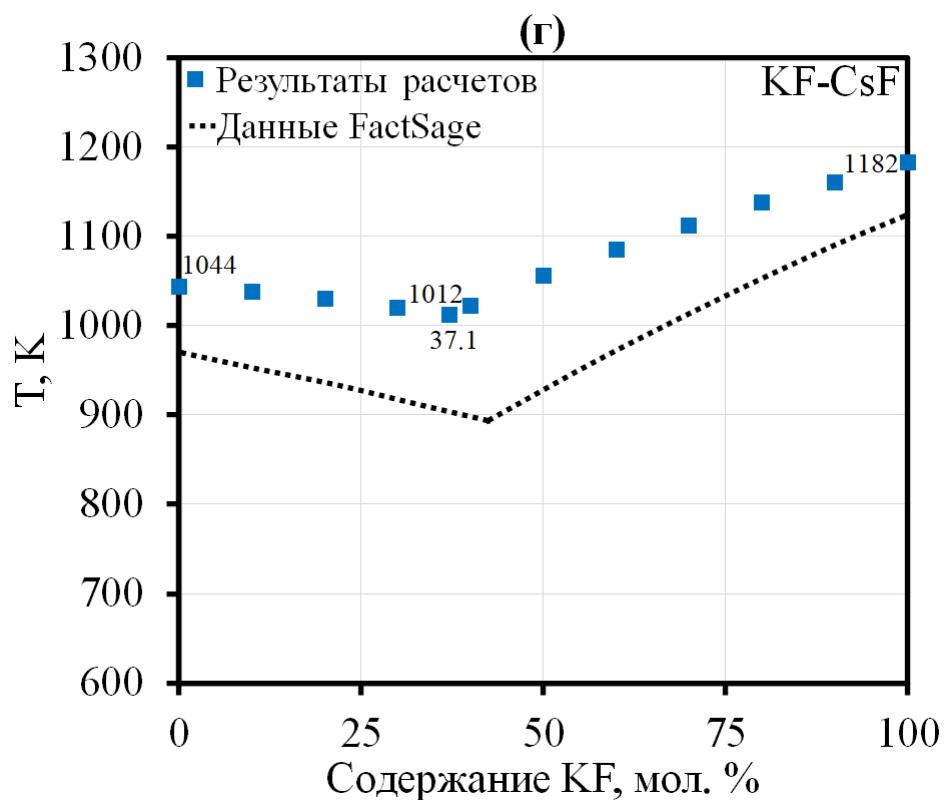 (г)
1300
1200
1100
1000
900
800
700
600
T, K
Результаты расчетов
Данные FactSage
KF-CsF
1182
1044
1012
37.1
0
25
50
75
100
Содержание KF, мол. %